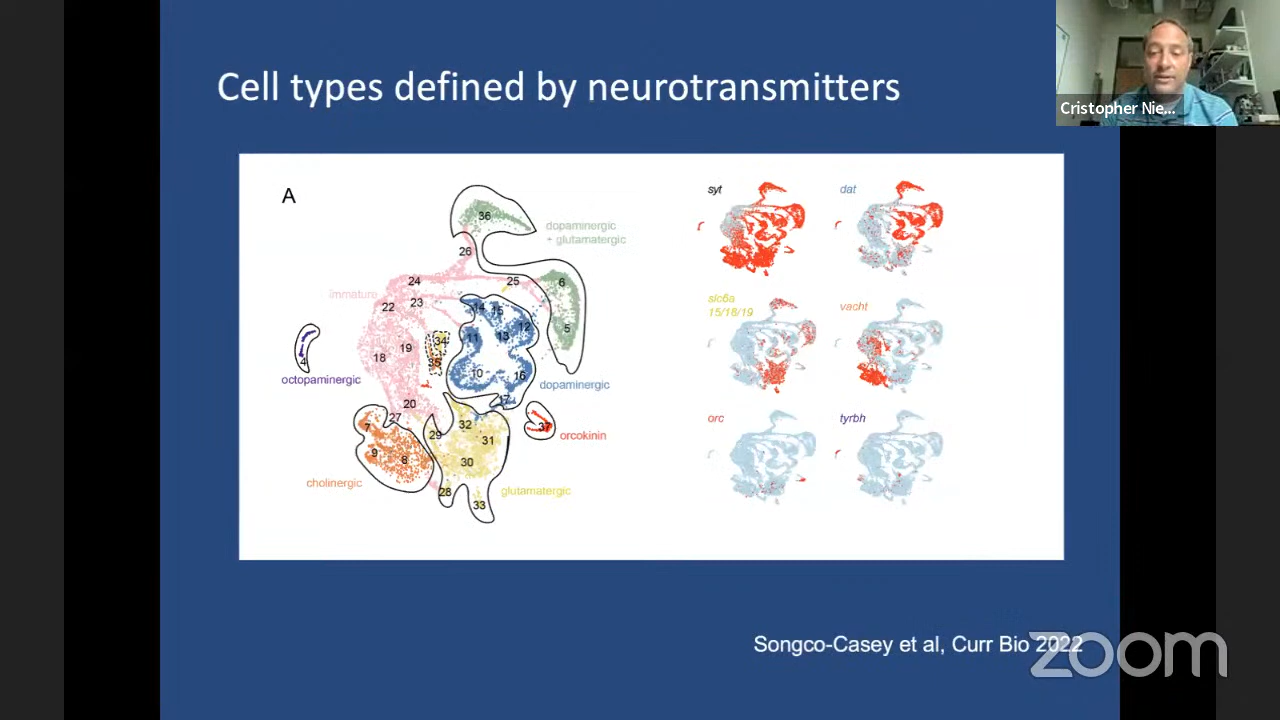 Cell types defined by neurotransmitters
Cristopher Nie...
A
36
dopaminergic
+ glutamatergic
26
24
25
6
immature
22
23
14
15
12
5
11
13
34
19
18
35
4
10
16
octopaminergic
dopaminergic
20
17
27
7
32
37
29
31
orcokinin
9
8
30
cholinergic
28
glutamatergic
33
syt
dat
slc6a
15/18/19
vacht
orc
tyrbh
Songco-Casey et al, Curr Bio 2022
zoom